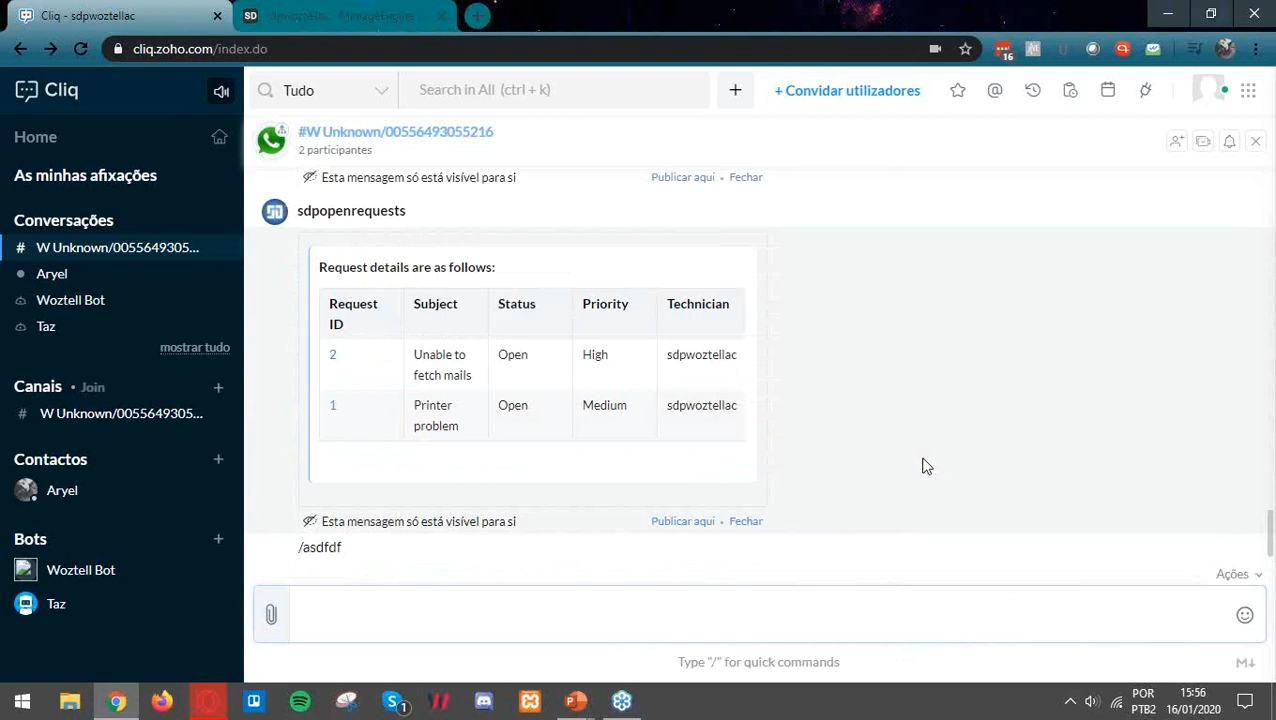 Cliq - sdpwoztellac
cliq.zoho.com/index.do
16
Cliq
Tudo
Search in All (ctrl + k)
+
+ Convidar utilizadores
Home
#W Unknown/00556493055216
2 participantes
As minhas afixações
Esta mensagem só está visível para si Publicar aqui • Fechar
Conversações
sdpopenrequests
# W Unknown/0055649305...
Aryel
Woztell Bot
Taz
mostrar tudo
Request details are as follows:
Request ID Subject Status Priority Technician
2 Unable to fetch mails Open High sdpwoztellac
1 Printer problem Open Medium sdpwoztellac
Canais • Join +
# W Unknown/0055649305...
Contactos +
Aryel
Esta mensagem só está visível para si Publicar aqui • Fechar
Bots +
/asdfdf
Woztell Bot
Ações
Taz
Type "/" for quick commands
M↓
POR
PTB2
15:56
16/01/2020